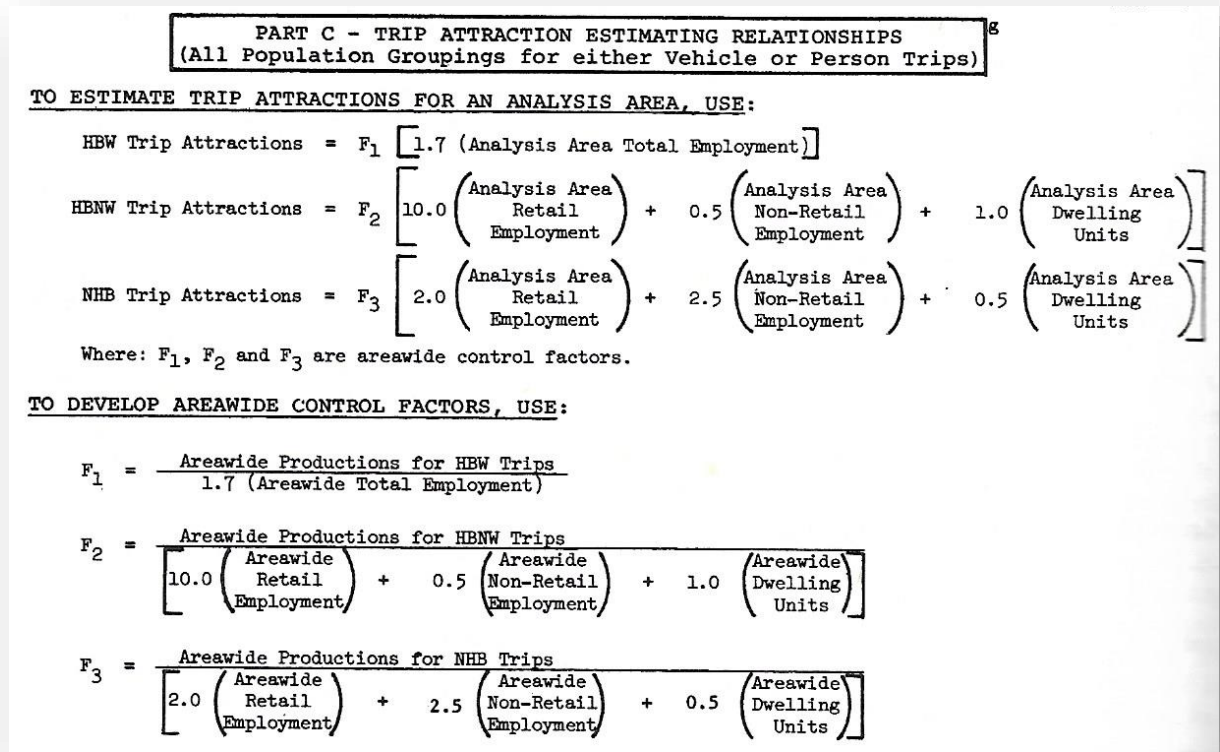 PART C - TRIP ATTRACTION ESTIMATING RELATIONSHIPS g
(All Population Groupings for either Vehicle or Person Trips)
TO ESTIMATE TRIP ATTRACTIONS FOR AN ANALYSIS AREA, USE:
HBW Trip Attractions = F1 [1.7 (Analysis Area Total Employment)]
HBNW Trip Attractions = F2 [10.0 (Analysis Area Retail Employment) + 0.5 (Analysis Area Non-Retail Employment) + 1.0 (Analysis Area Dwelling Units)]
NHB Trip Attractions = F3 [2.0 (Analysis Area Retail Employment) + 2.5 (Analysis Area Non-Retail Employment) + 0.5 (Analysis Area Dwelling Units)]
Where: F1, F2 and F3 are areawide control factors.
TO DEVELOP AREAWIDE CONTROL FACTORS, USE:
F1 = Areawide Productions for HBW Trips
1.7 (Areawide Total Employment)
F2 = Areawide Productions for HBNW Trips
[10.0 (Areawide Retail Employment) + 0.5 (Areawide Non-Retail Employment) + 1.0 (Areawide Dwelling Units)]
F3 = Areawide Productions for NHB Trips
[2.0 (Areawide Retail Employment) + 2.5 (Areawide Non-Retail Employment) + 0.5 (Areawide Dwelling Units)]